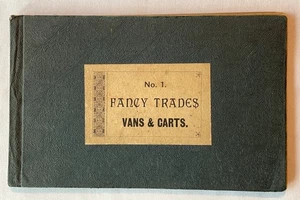 No. 1.
FANCY TRADES
VANS & CARTS.